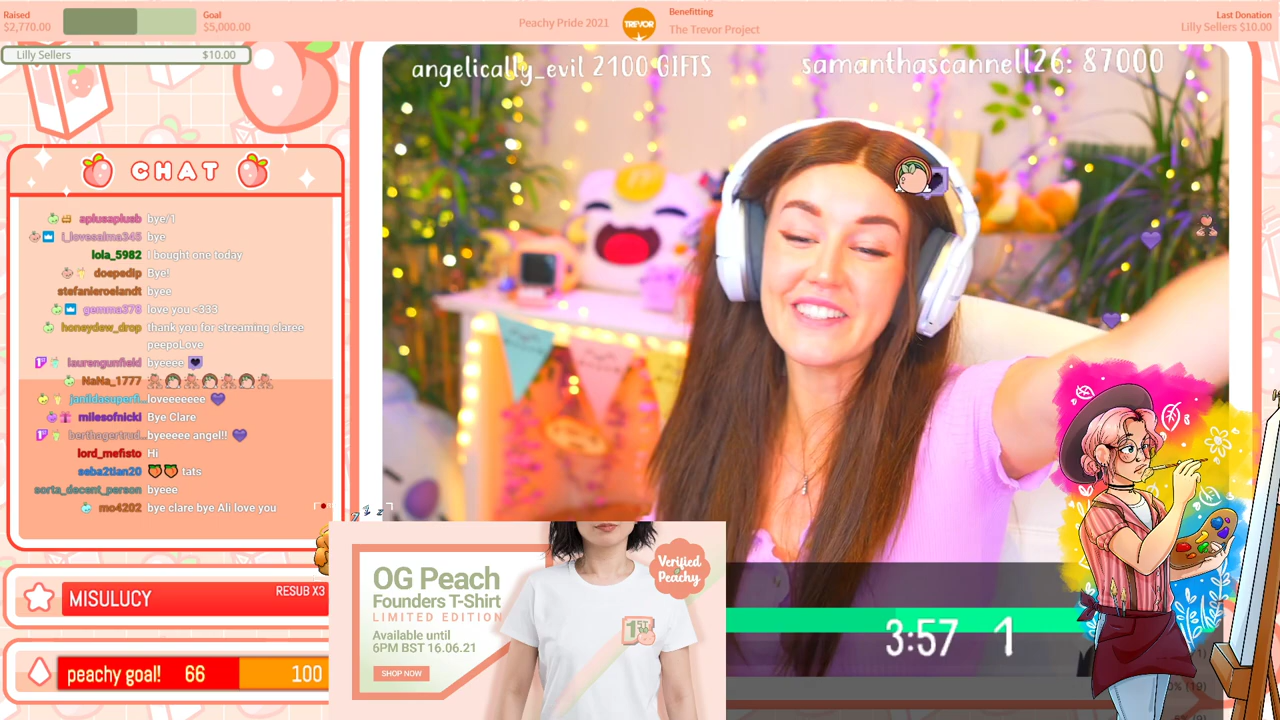 Raised
$2,770.00
Goal
$5,000.00
Peachy Pride 2021
TREVOR
Benefitting
The Trevor Project
Last Donation
Lilly Sellers $10.00
Lilly Sellers $10.00
angelically_evil 2100 GIFTS
samanthascannell26: 87000
CHAT
aplusaplusb bye/1
l_lovesalma345 bye
lola_5982 I bought one today
doepedip Bye!
stefanieroelandt byee
gemma378 love you <333
honeydew_drop thank you for streaming claree
peepoLove
laurengunfield byeeee
NaNa_1777
janildasuperfi... loveeeeeee
milesofnicki Bye Clare
berthagertrud... byeeeee angel!!
lord_mefisto Hi
seba2tian20 tats
sorta_decent_person byeee
mo4202 bye clare bye Ali love you
z z z
MISULUCY
RESUB X3
peachy goal! 66 100
OG Peach
Founders T-Shirt
LIMITED EDITION
Available until
6PM BST 16.06.21
SHOP NOW
Verified
Peachy
1ST
3:57 1